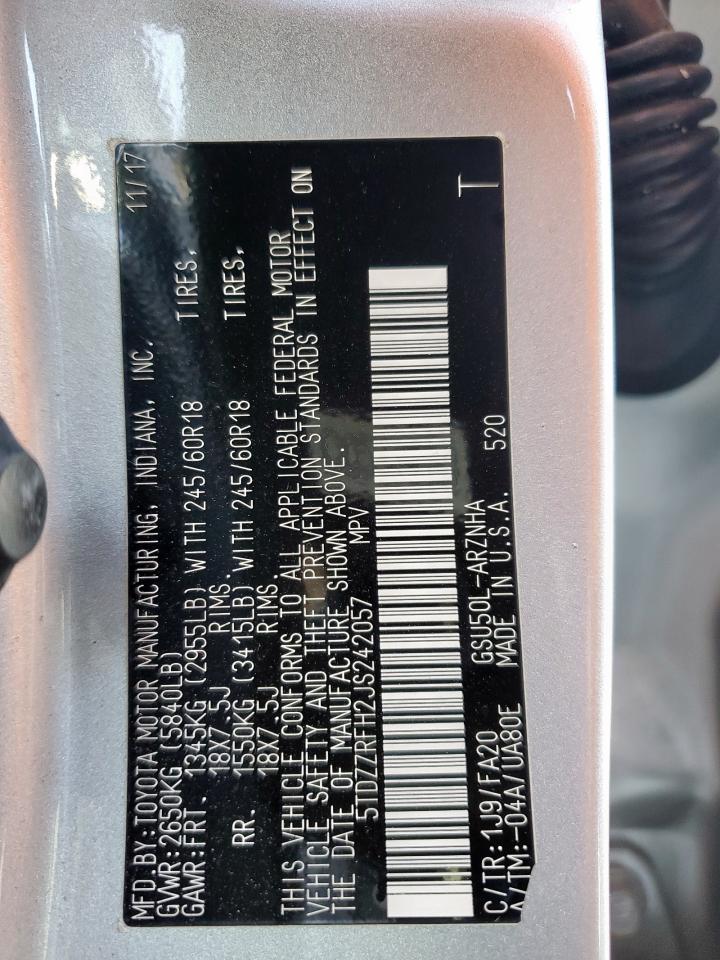 MFD.BY:TOYOTA MOTOR MANUFACTURING, INDIANA, INC. 11/17
GVWR:2650KG (5840LB)
GAWR:FRT. 1345KG (2955LB) WITH 245/60R18 TIRES,
18X7.5J RIMS.
RR. 1550KG (3415LB) WITH 245/60R18 TIRES,
18X7.5J RIMS.
THIS VEHICLE CONFORMS TO ALL APPLICABLE FEDERAL MOTOR
VEHICLE SAFETY AND THEFT PREVENTION STANDARDS IN EFFECT ON
THE DATE OF MANUFACTURE SHOWN ABOVE.
5TDZZRFH2JS242057 MPV
T
C/TR:1J9/FA20 GSU50L-ARZNHA
A/TM:-04A/UA80E MADE IN U.S.A. 520